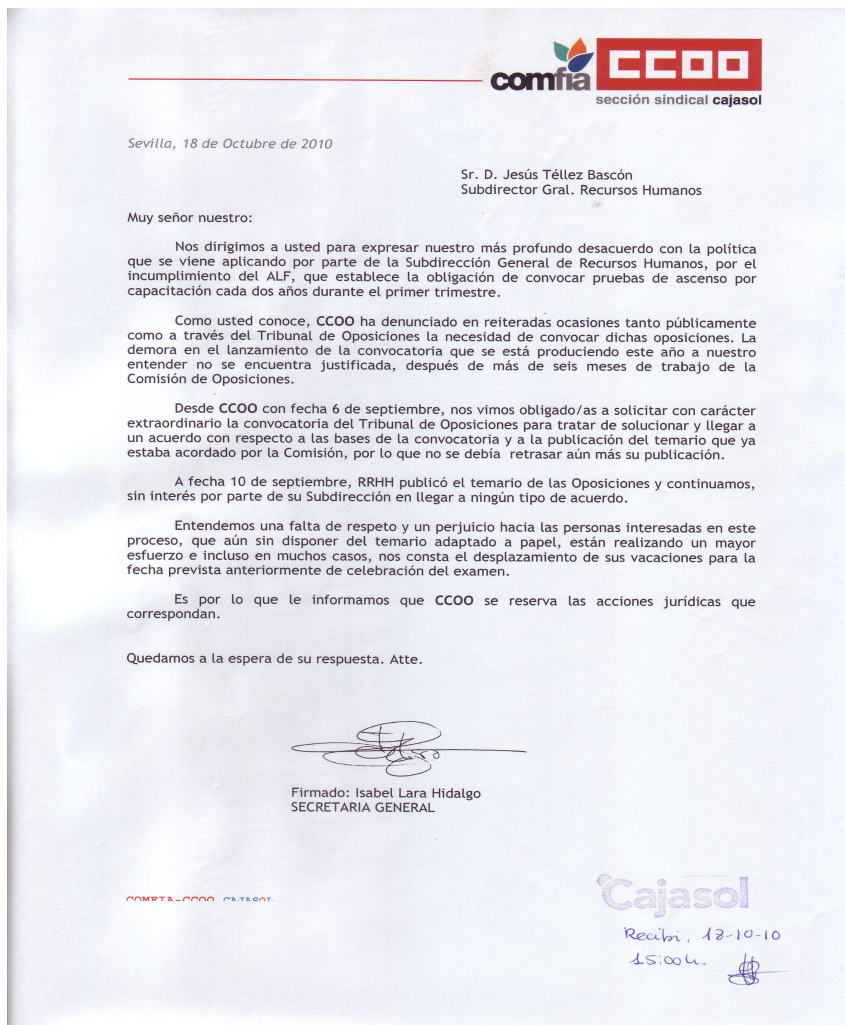 comfia CCOO
sección sindical cajasol
Sevilla, 18 de Octubre de 2010
Sr. D. Jesús Téllez Bascón
Subdirector Gral. Recursos Humanos
Muy señor nuestro:
Nos dirigimos a usted para expresar nuestro más profundo desacuerdo con la política
que se viene aplicando por parte de la Subdirección General de Recursos Humanos, por el
incumplimiento del ALF, que establece la obligación de convocar pruebas de ascenso por
capacitación cada dos años durante el primer trimestre.
Como usted conoce, CCOO ha denunciado en reiteradas ocasiones tanto públicamente
como a través del Tribunal de Oposiciones la necesidad de convocar dichas oposiciones. La
demora en el lanzamiento de la convocatoria que se está produciendo este año a nuestro
entender no se encuentra justificada, después de más de seis meses de trabajo de la
Comisión de Oposiciones.
Desde CCOO con fecha 6 de septiembre, nos vimos obligado/as a solicitar con carácter
extraordinario la convocatoria del Tribunal de Oposiciones para tratar de solucionar y llegar a
un acuerdo con respecto a las bases de la convocatoria y a la publicación del temario que ya
estaba acordado por la Comisión, por lo que no se debía retrasar aún más su publicación.
A fecha 10 de septiembre, RRHH publicó el temario de las Oposiciones y continuamos,
sin interés por parte de su Subdirección en llegar a ningún tipo de acuerdo.
Entendemos una falta de respeto y un perjuicio hacia las personas interesadas en este
proceso, que aún sin disponer del temario adaptado a papel, están realizando un mayor
esfuerzo e incluso en muchos casos, nos consta el desplazamiento de sus vacaciones para la
fecha prevista anteriormente de celebración del examen.
Es por lo que le informamos que CCOO se reserva las acciones jurídicas que
correspondan.
Quedamos a la espera de su respuesta. Atte.
Firmado: Isabel Lara Hidalgo
SECRETARIA GENERAL
COMFIA-CCOO CAJASOL
Cajasol
Recibi, 18-10-10
15:00h.